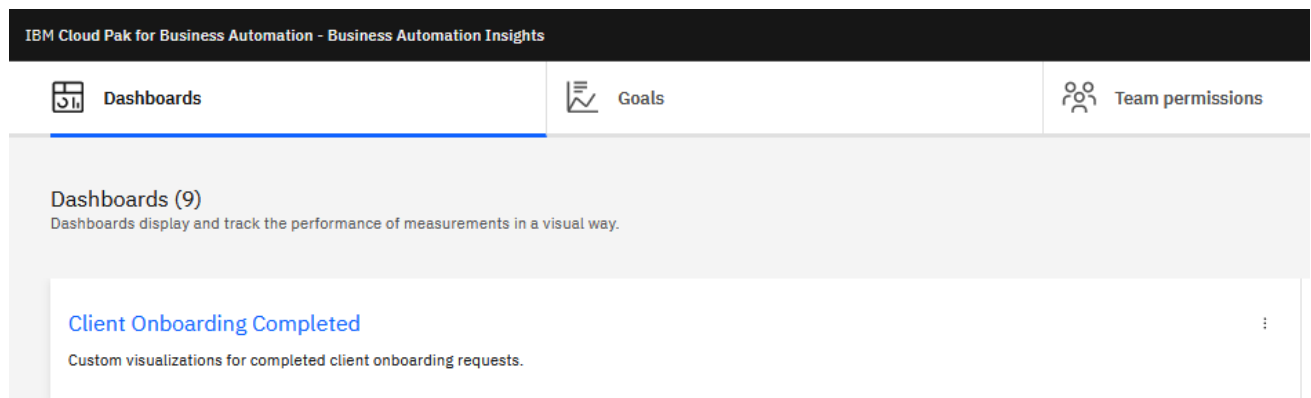 IBM Cloud Pak for Business Automation - Business Automation Insights
Dashboards
Goals
Team permissions
Dashboards (9)
Dashboards display and track the performance of measurements in a visual way.
Client Onboarding Completed
Custom visualizations for completed client onboarding requests.